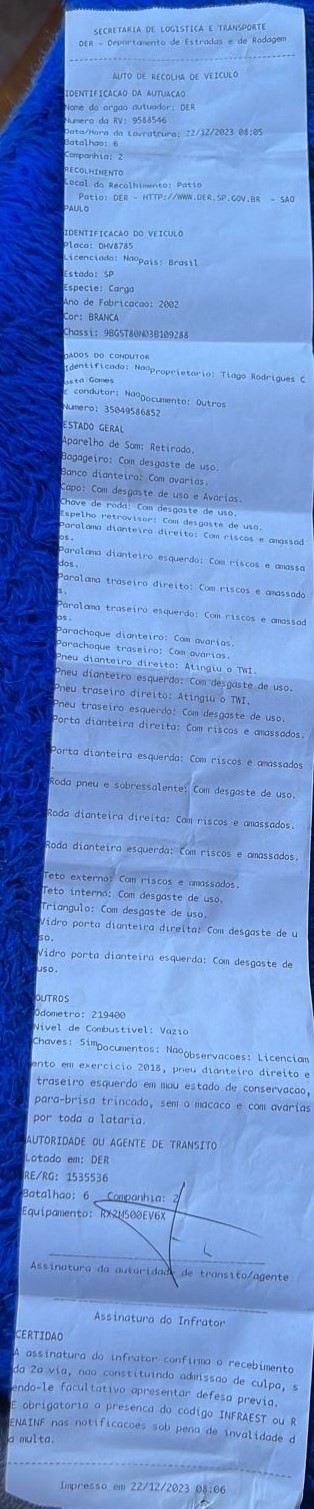 SECRETARIA DE LOGISTICA E TRANSPORTE
DER - Departamento de Estradas e de Rodagem
AUTO DE RECOLHA DE VEICULO
IDENTIFICACAO DA AUTUACAO
Nome do orgao autuador: DER
Numero da RV: 9588546
Data/Hora da Lavratrura: 22/12/2023 08:05
Batalhao: 6
Companhia: 2
RECOLHIMENTO
Local do Recolhimento: Patio
Patio: DER - HTTP://WWW.DER.SP.GOV.BR - SAO
PAULO
IDENTIFICACAO DO VEICULO
Placa: DHV8785
Licenciado: Nao Pais: Brasil
Estado: SP
Especie: Carga
Ano de Fabricacao: 2002
Cor: BRANCA
Chassi: 9BGST80N03B109288
DADOS DO CONDUTOR
Identificado: Nao Proprietario: Tiago Rodrigues C
osta Gomes
E condutor: Nao Documento: Outros
Numero: 35049586852
ESTADO GERAL
Aparelho de Som: Retirado.
Bagageiro: Com desgaste de uso.
Banco dianteiro: Com avarias.
Capo: Com desgaste de uso e Avarias.
Chave de roda: Com desgaste de uso.
Espelho retrovisor: Com desgaste de uso.
Paralama dianteiro direito: Com riscos e amassad
os.
Paralama dianteiro esquerdo: Com riscos e amassa
dos.
Paralama traseiro direito: Com riscos e amassado
s.
Paralama traseiro esquerdo: Com riscos e amassad
os.
Parachoque dianteiro: Com avarias.
Parachoque traseiro: Com avarias.
Pneu dianteiro direito: Atingiu o TWI.
Pneu dianteiro esquerdo: Com desgaste de uso.
Pneu traseiro direito: Atingiu o TWI.
Pneu traseiro esquerdo: Com desgaste de uso.
Porta dianteira direita: Com riscos e amassados.
Porta dianteira esquerda: Com riscos e amassados
.
Roda pneu e sobressalente: Com desgaste de uso.
Roda dianteira direita: Com riscos e amassados.
Roda dianteira esquerda: Com riscos e amassados.
Teto externo: Com riscos e amassados.
Teto interno: Com desgaste de uso.
Triangulo: Com desgaste de uso.
Vidro porta dianteira direita: Com desgaste de u
so.
Vidro porta dianteira esquerda: Com desgaste de
uso.
OUTROS
Odometro: 219400
Nivel de Combustivel: Vazio
Chaves: Sim Documentos: Nao Observacoes: Licenciam
ento em exercicio 2018, pneu dianteiro direito e
traseiro esquerdo em mau estado de conservacao,
para-brisa trincado, sem o macaco e com avarias
por toda a lataria.
AUTORIDADE OU AGENTE DE TRANSITO
Lotado em: DER
RE/RG: 1535536
Batalhao: 6 Companhia: 2
Equipamento: RX2M500EV6X
Assinatura da autoridade de transito/agente
Assinatura do Infrator
CERTIDAO
A assinatura do infrator confirma o recebimento
da 2a via, nao constituindo admissao de culpa, s
endo-le facultativo apresentar defesa previa.
E obrigatorio a presenca do codigo INFRAEST ou R
ENAINF nas notificacoes sob pena de invalidade d
a multa.
Impresso em 22/12/2023 08:06